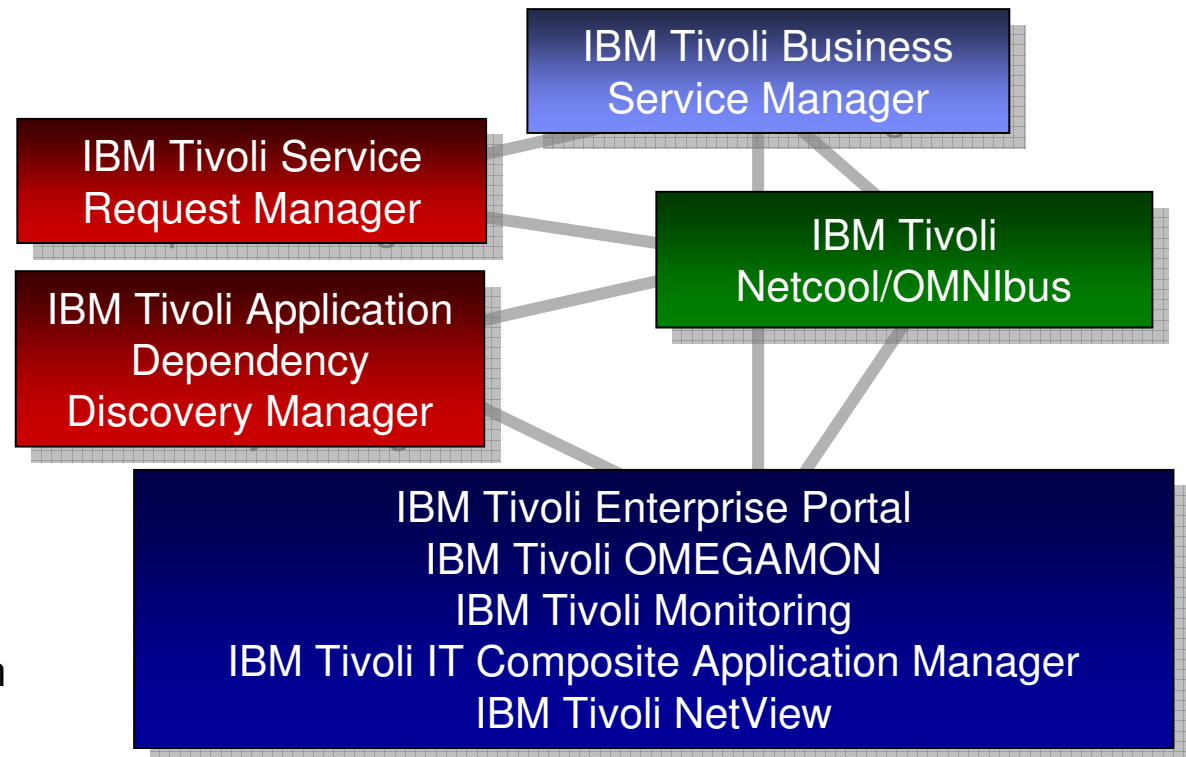 IBM Tivoli Business
Service Manager
IBM Tivoli Service
Request Manager
IBM Tivoli
Netcool/OMNIbus
IBM Tivoli Application
Dependency
Discovery Manager
IBM Tivoli Enterprise Portal
IBM Tivoli OMEGAMON
IBM Tivoli Monitoring
IBM Tivoli IT Composite Application Manager
IBM Tivoli NetView